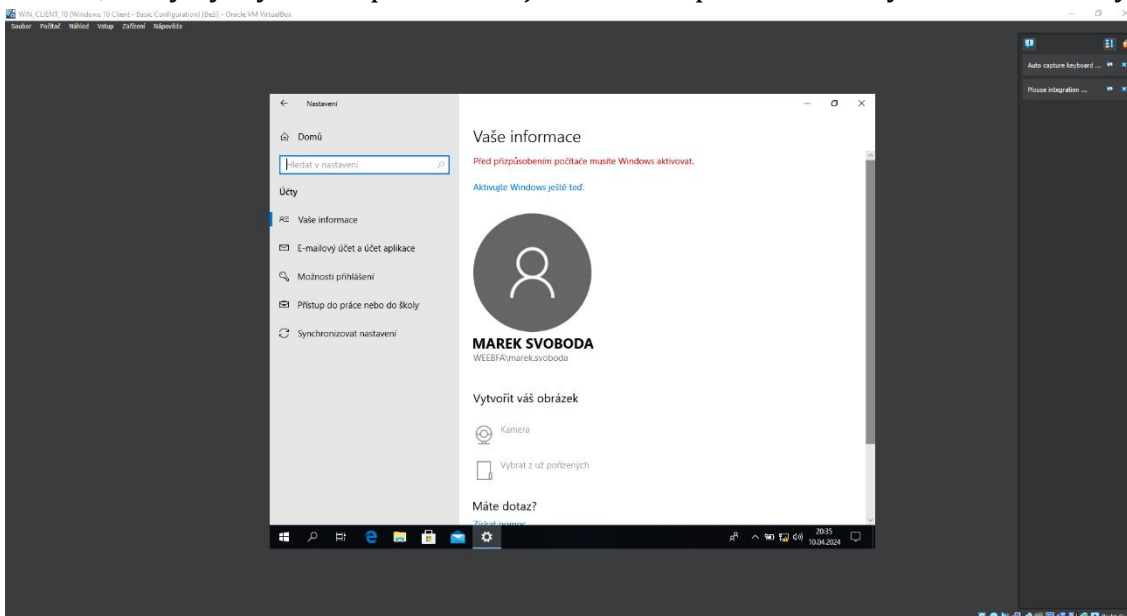 WIN_CLIENT_10 (Windows 10 Client - Basic Configuration) [Beží] - Oracle VM VirtualBox
Soubor Počítač Náhled Vstup Zařízení Nápověda
Auto capture keyboard ...
Mouse integration ...
Nastavení
Domů
Hledat v nastavení
Účty
Vaše informace
E-mailový účet a účet aplikace
Možnosti přihlášení
Přístup do práce nebo do školy
Synchronizovat nastavení
Vaše informace
Před přizpůsobením počítače musíte Windows aktivovat.
Aktivujte Windows ještě teď.
MAREK SVOBODA
WEEBFA\marek.svoboda
Vytvořit váš obrázek
Kamera
Vybrat z už pořízených
Máte dotaz?
Získat pomoc
20:35
10.04.2024